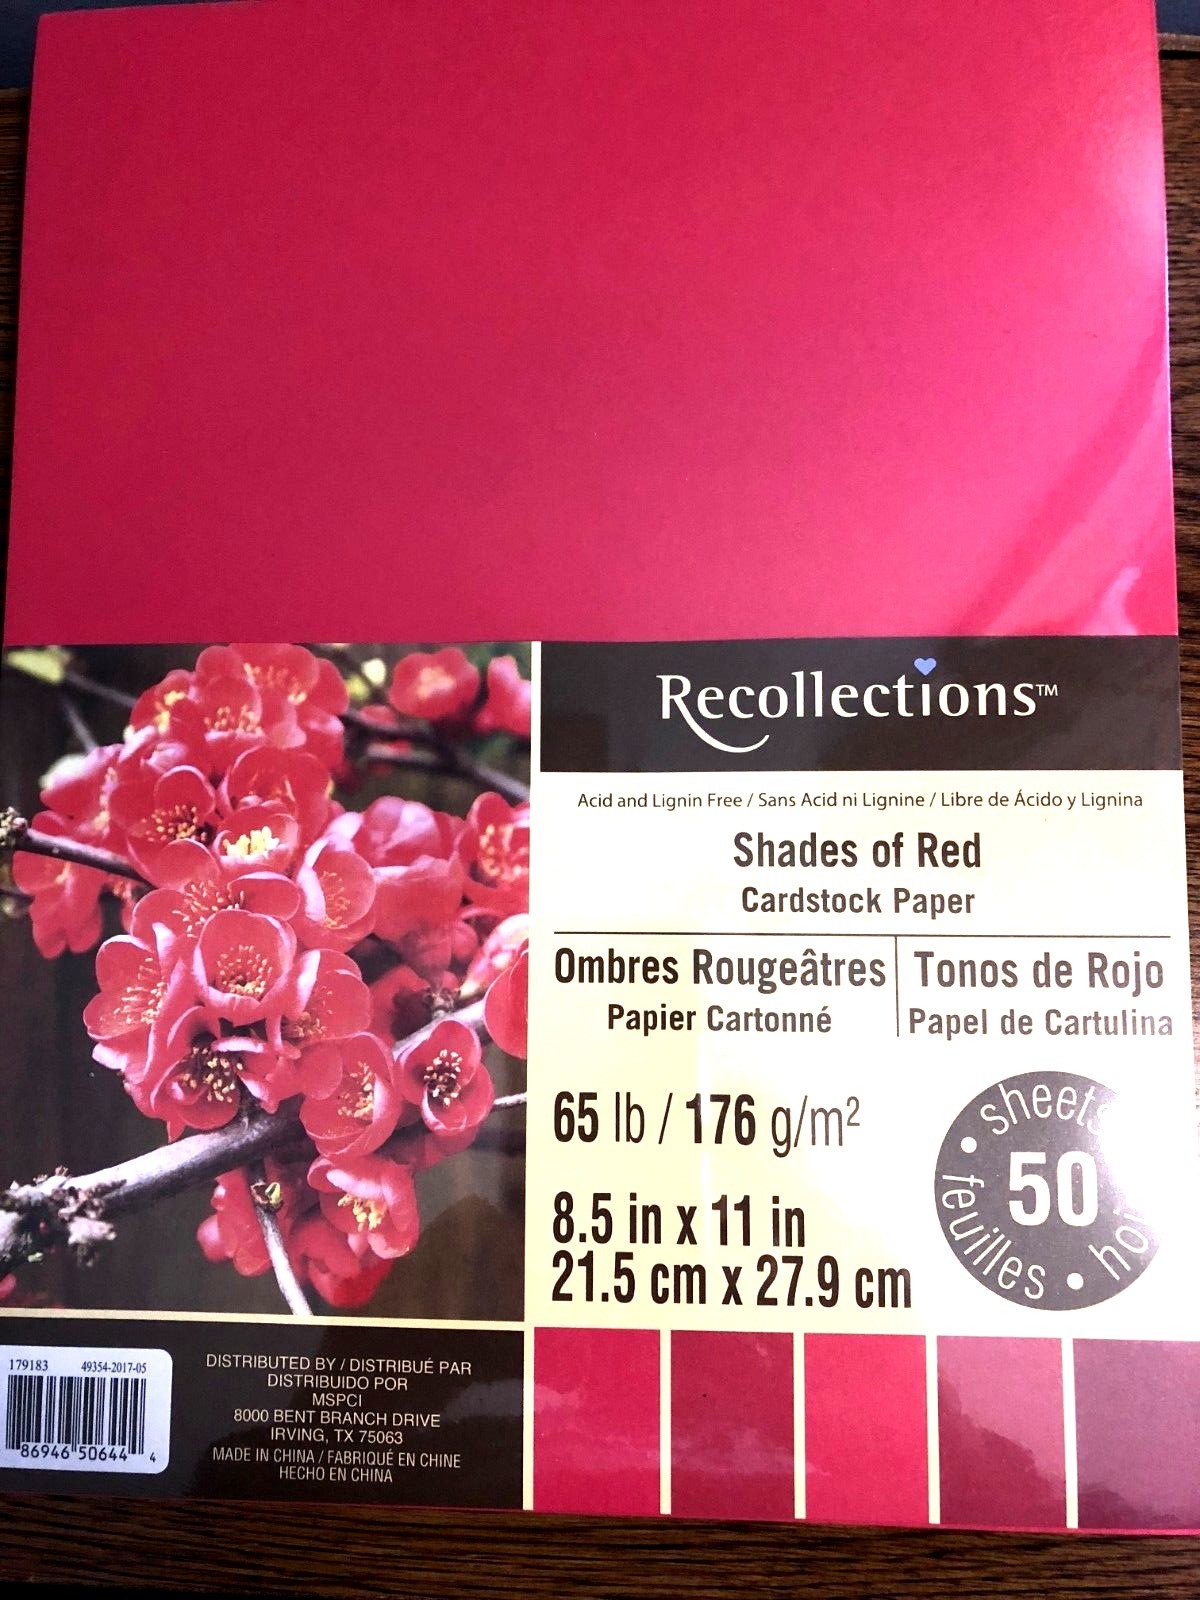 Recollections™
Acid and Lignin Free / Sans Acid ni Lignine / Libre de Ácido y Lignina
Shades of Red
Cardstock Paper
Ombres Rougeâtres
Papier Cartonné
Tonos de Rojo
Papel de Cartulina
65 lb / 176 g/m²
8.5 in x 11 in
21.5 cm x 27.9 cm
sheets
50
feuilles
179183 49354-2017-05
86946 50644 4
DISTRIBUTED BY / DISTRIBUÉ PAR
DISTRIBUIDO POR
MSPCI
8000 BENT BRANCH DRIVE
IRVING, TX 75063
MADE IN CHINA / FABRIQUÉ EN CHINE
HECHO EN CHINA